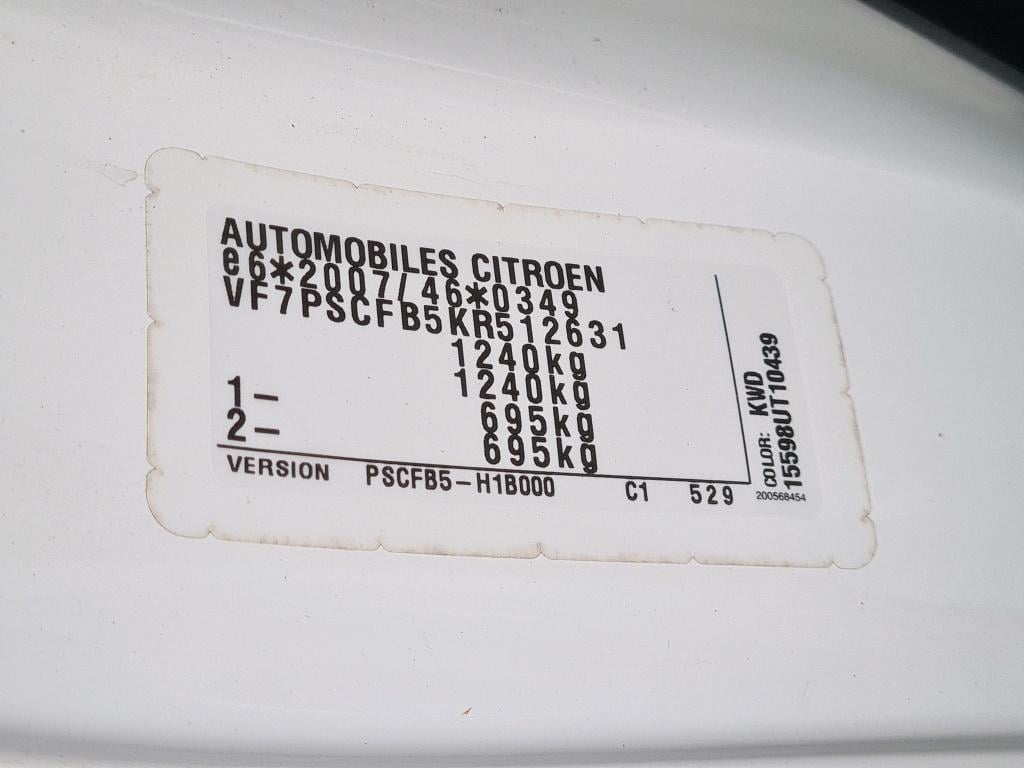 AUTOMOBILES CITROEN
e6*2007/46*0349
VF7PSCFB5KR512631
1240kg
1240kg
1- 695kg
2- 695kg
VERSION PSCFB5-H1B000 C1 529
COLOR: KWD
15598UT10439
200568454